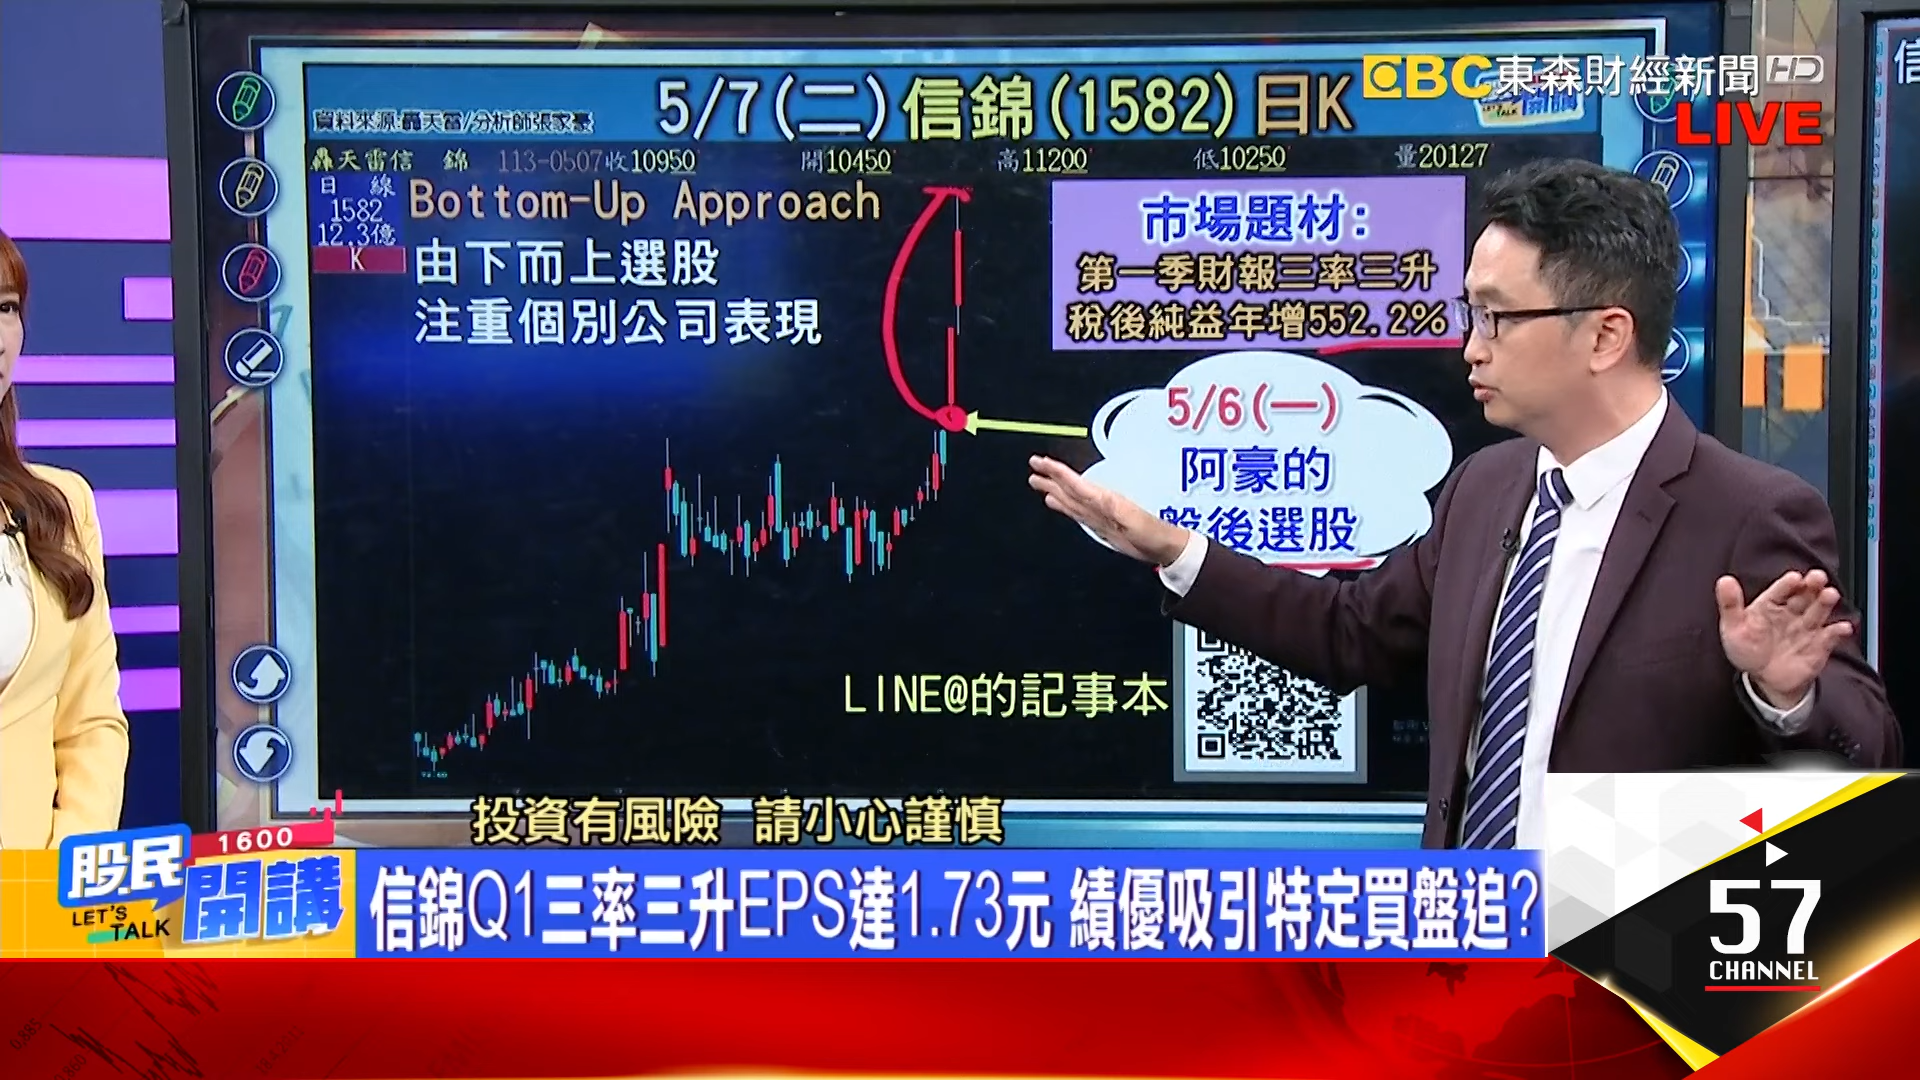 EBC 東森財經新聞 HD
LIVE
資料來源:轟天雷/分析師張家豪
5/7(二)信錦(1582)日K
轟天雷信 錦 113-0507收10950 開10450 高11200 低10250 量20127
日 線
1582
12.3億
K
Bottom-Up Approach
由下而上選股
注重個別公司表現
市場題材:
第一季財報三率三升
稅後純益年增552.2%
5/6(一)
阿豪的
盤後選股
LINE@的記事本
投資有風險 請小心謹慎
1600
股民
開講
LET'S
TALK
信錦Q1三率三升EPS達1.73元 績優吸引特定買盤追?
57
CHANNEL